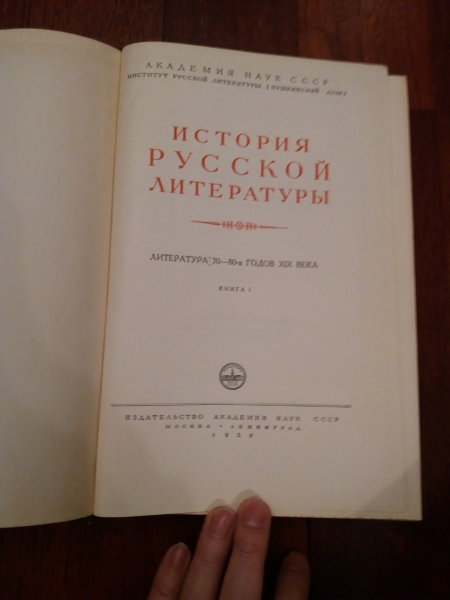 АКАДЕМИЯ НАУК СССР
ИНСТИТУТ РУССКОЙ ЛИТЕРАТУРЫ (ПУШКИНСКИЙ ДОМ)
ИСТОРИЯ
РУССКОЙ
ЛИТЕРАТУРЫ
ЛИТЕРАТУРА 70—80-х ГОДОВ XIX ВЕКА
КНИГА I
ИЗДАТЕЛЬСТВО АКАДЕМИИ НАУК СССР
МОСКВА • ЛЕНИНГРАД